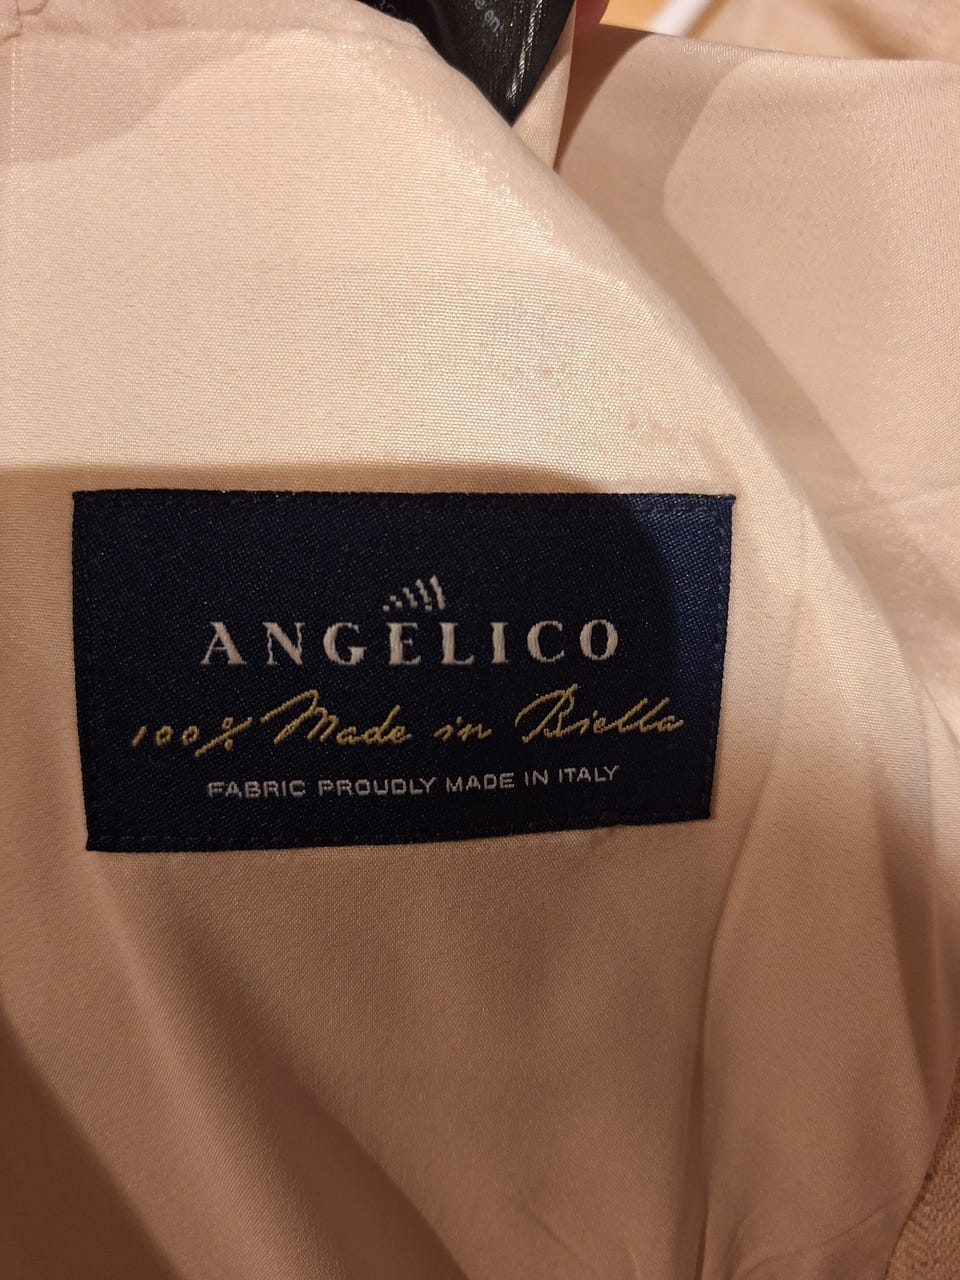 ANGELICO
100% Made in Biella
FABRIC PROUDLY MADE IN ITALY